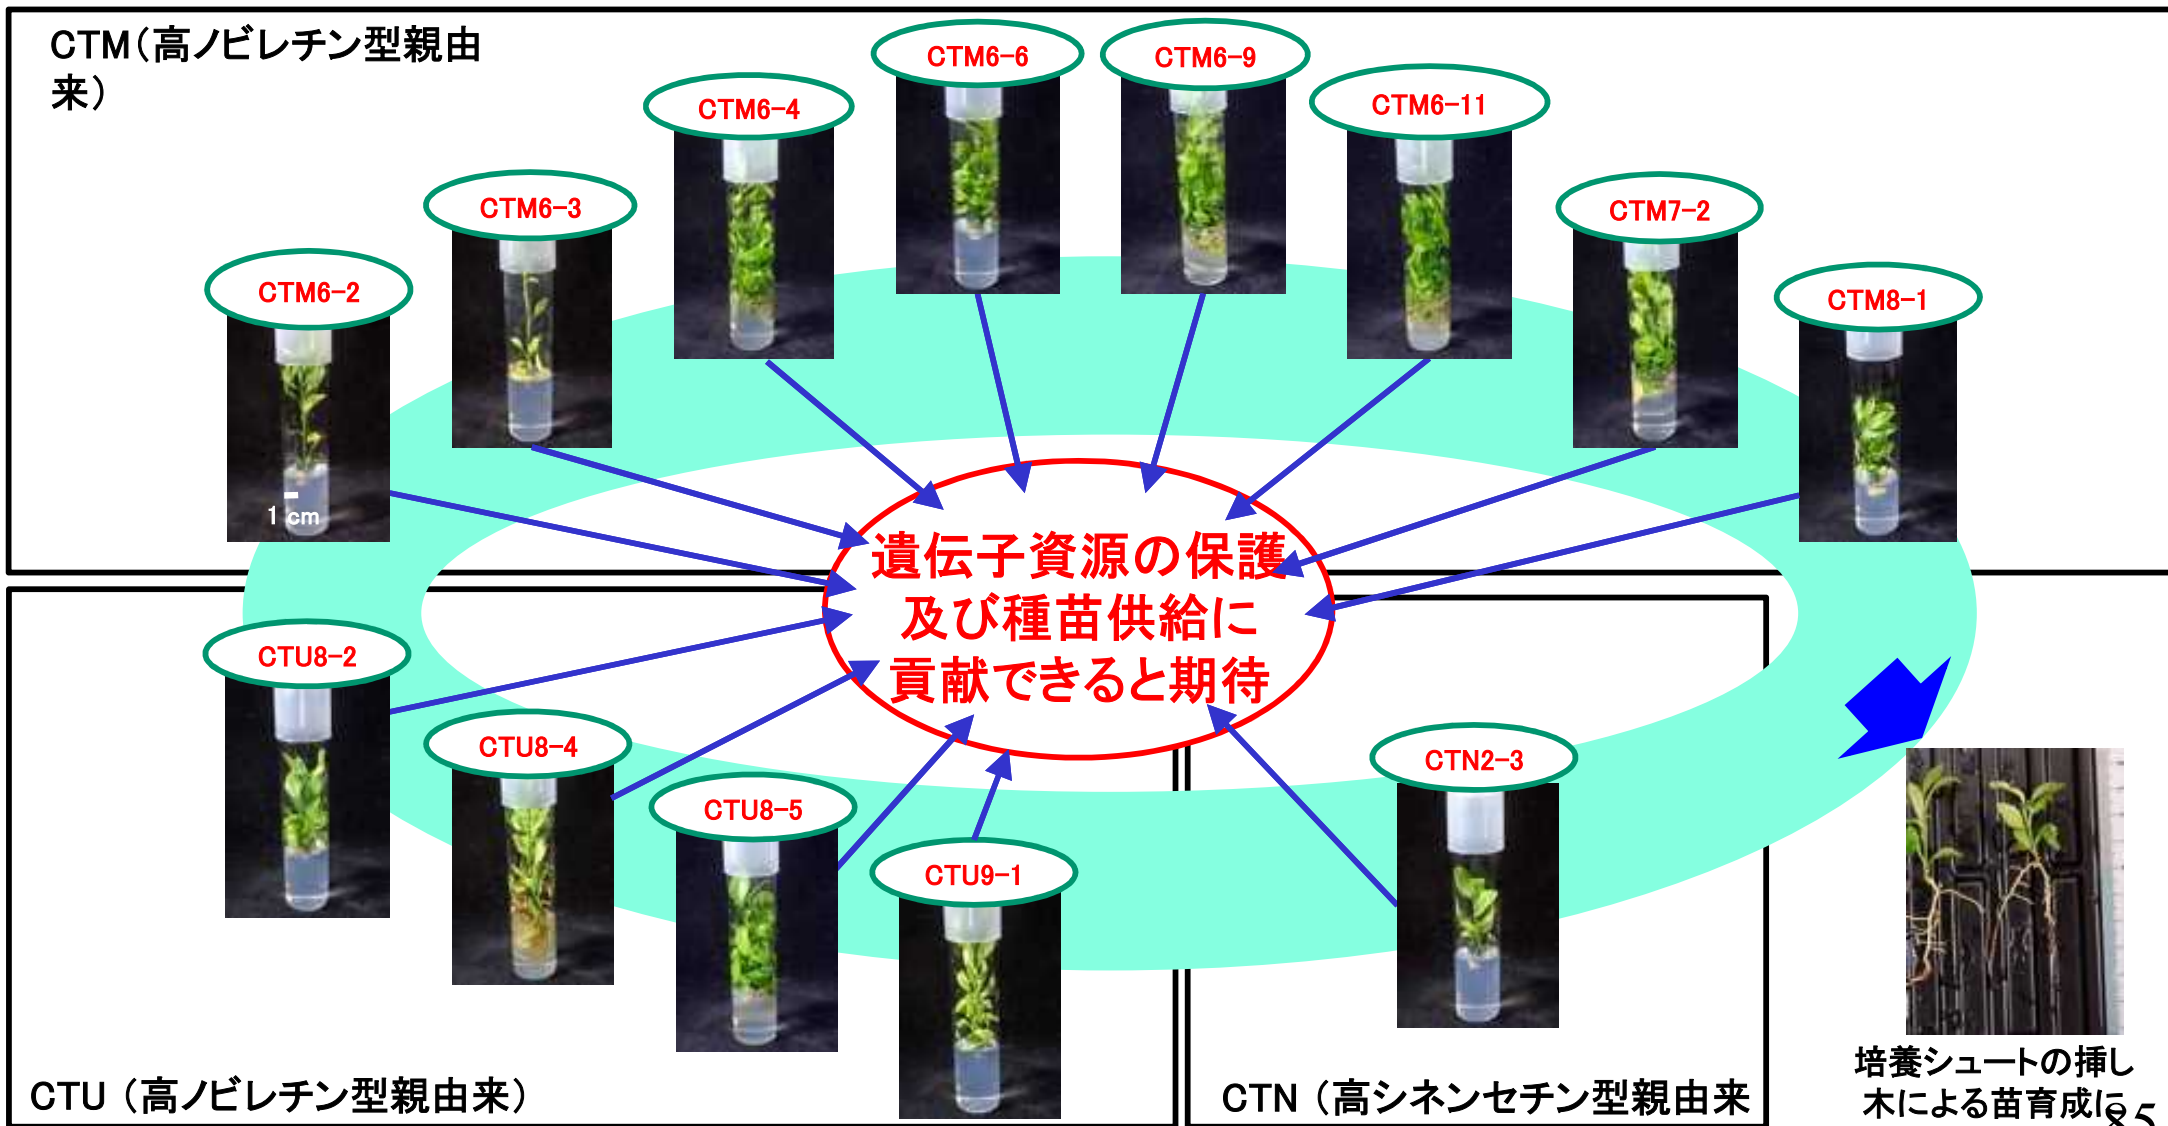 CTM（高ノビレチン型親由
来）
CTM6-6
CTM6-9
CTM6-4
CTM6-11
CTM6-3
CTM7-2
CTM6-2
CTM8-1
1 cm
遺伝子資源の保護
及び種苗供給に
貢献できると期待
CTU8-2
CTU8-4
CTU8-5
CTU9-1
CTN2-3
CTU（高ノビレチン型親由来）
CTN（高シネンセチン型親由来
培養シュートの挿し
木による苗育成に
85